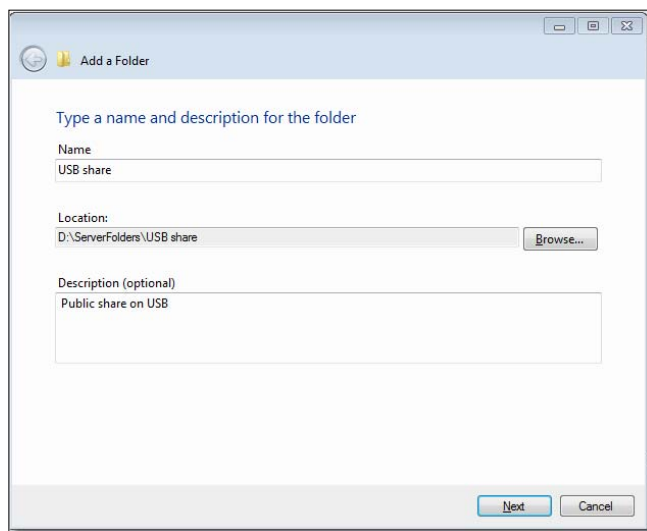 Add a Folder
Type a name and description for the folder
Name
USB share
Location:
D:\ServerFolders\USB share
Browse...
Description (optional)
Public share on USB
Next
Cancel